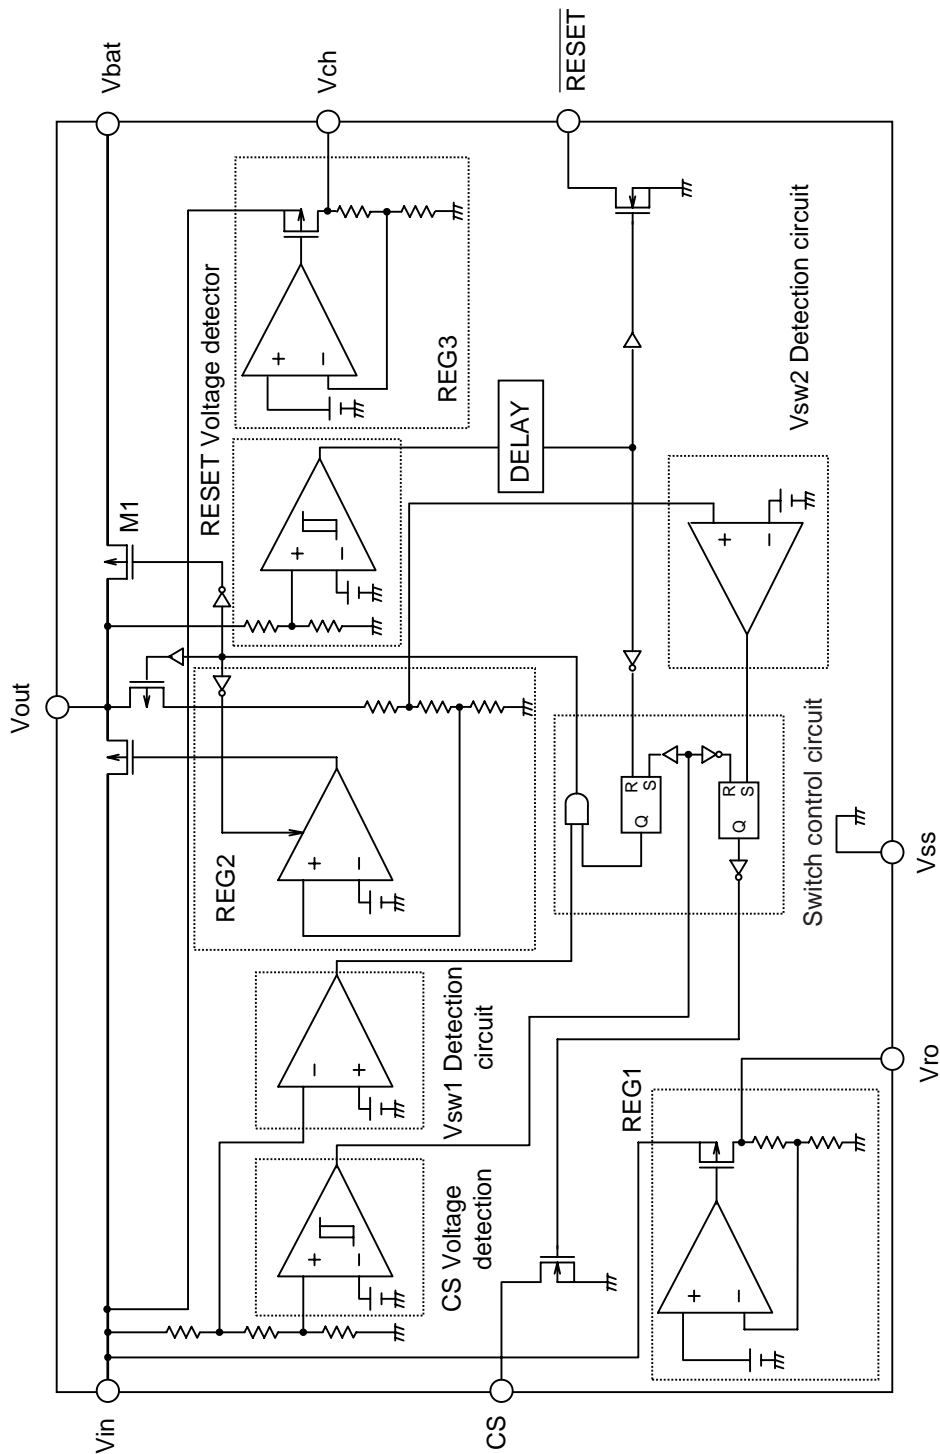 Vin
Vout
Vbat
M1
RESET Voltage detector
REG3
Vch
REG2
CS Voltage
detection
Vsw1 Detection
circuit
DELAY
CS
RESET
REG1
Switch control circuit
Vsw2 Detection circuit
Vro
Vss
+
−
+
−
+
−
+
−
−
+
+
−
+
−
R
S
Q
R
S
Q